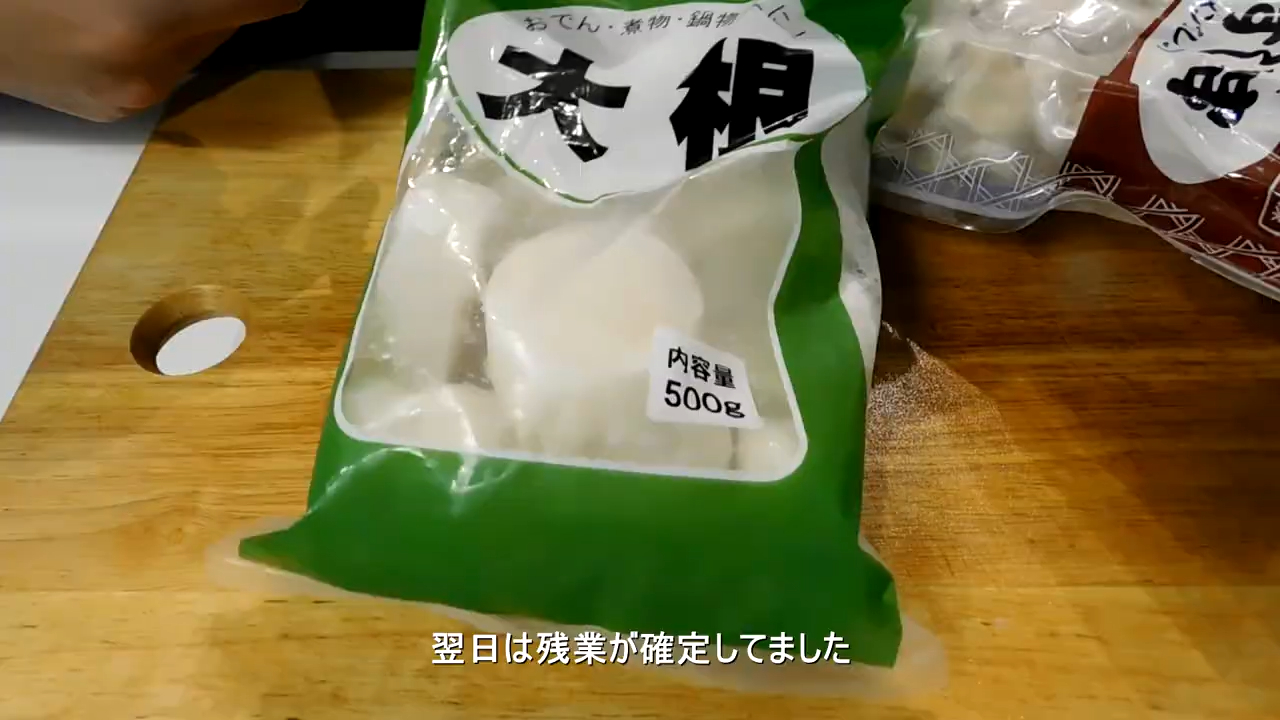 おでん・煮物・鍋物
大根
内容量
500g
翌日は残業が確定してました